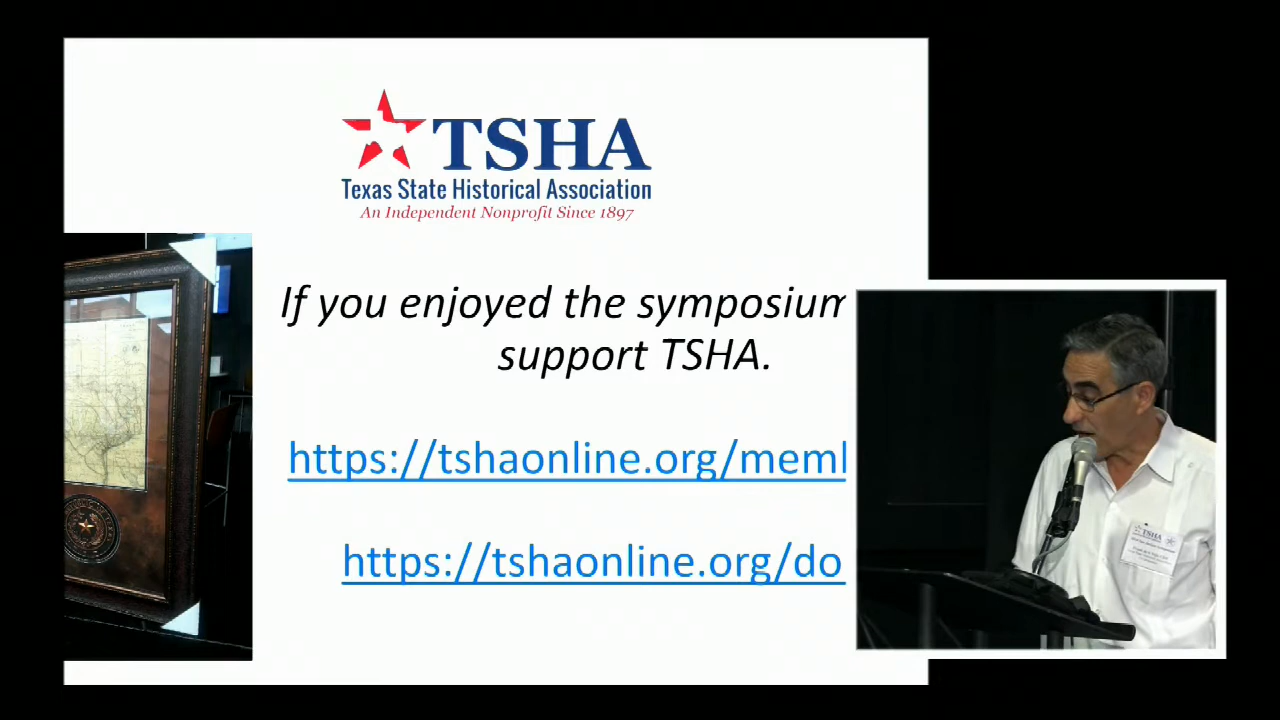 TSHA
Texas State Historical Association
An Independent Nonprofit Since 1897
If you enjoyed the symposium
support TSHA.
https://tshaonline.org/meml
https://tshaonline.org/do
TSHA